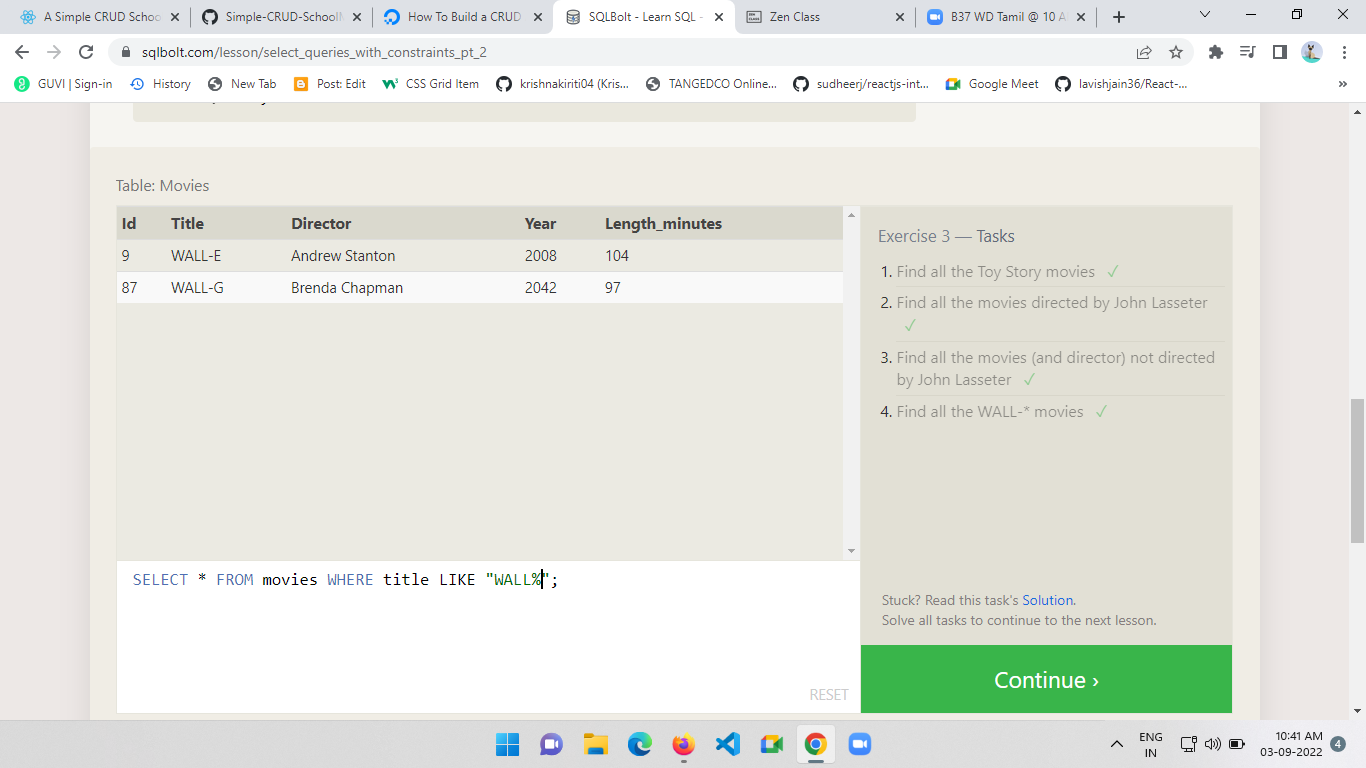 A Simple CRUD Schoo
Simple-CRUD-School
How To Build a CRUD
SQLBolt - Learn SQL -
Zen Class
B37 WD Tamil @ 10 A
sqlbolt.com/lesson/select_queries_with_constraints_pt_2
GUVI | Sign-in
History
New Tab
Post: Edit
CSS Grid Item
krishnakiriti04 (Kris...
TANGEDCO Online...
sudheerj/reactjs-int...
Google Meet
lavishjain36/React-...
»
Table: Movies
Id Title Director Year Length_minutes
9 WALL-E Andrew Stanton 2008 104
87 WALL-G Brenda Chapman 2042 97
SELECT * FROM movies WHERE title LIKE "WALL%";
RESET
Exercise 3 — Tasks
1. Find all the Toy Story movies ✓
2. Find all the movies directed by John Lasseter
✓
3. Find all the movies (and director) not directed
by John Lasseter ✓
4. Find all the WALL-* movies ✓
Stuck? Read this task's Solution.
Solve all tasks to continue to the next lesson.
Continue ›
ENG
IN
10:41 AM
03-09-2022
4